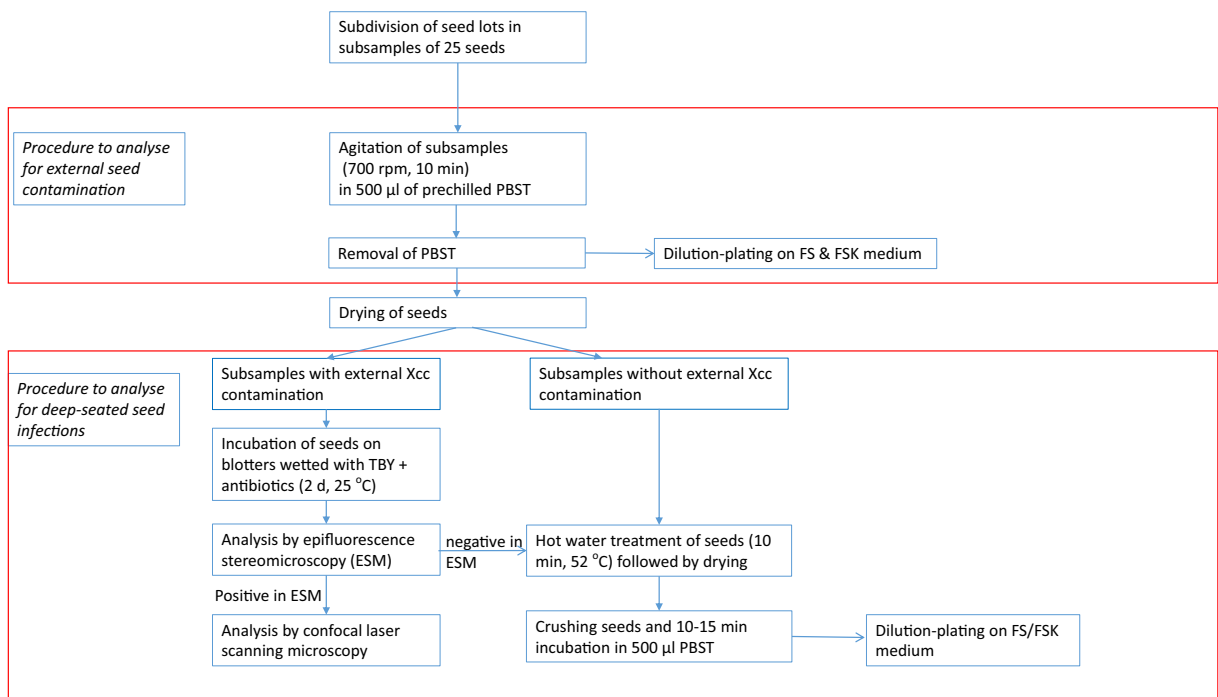 Subdivision of seed lots in
subsamples of 25 seeds
Procedure to analyse
for external seed
contamination
Agitation of subsamples
(700 rpm, 10 min)
in 500 µl of prechilled PBST
Removal of PBST
Dilution-plating on FS & FSK medium
Drying of seeds
Procedure to analyse
for deep-seated seed
infections
Subsamples with external Xcc
contamination
Subsamples without external Xcc
contamination
Incubation of seeds on
blotters wetted with TBY +
antibiotics (2 d, 25 °C)
Analysis by epifluorescence
stereomicroscopy (ESM)
negative in
ESM
Hot water treatment of seeds (10
min, 52 °C) followed by drying
Positive in ESM
Analysis by confocal laser
scanning microscopy
Crushing seeds and 10-15 min
incubation in 500 µl PBST
Dilution-plating on FS/FSK
medium